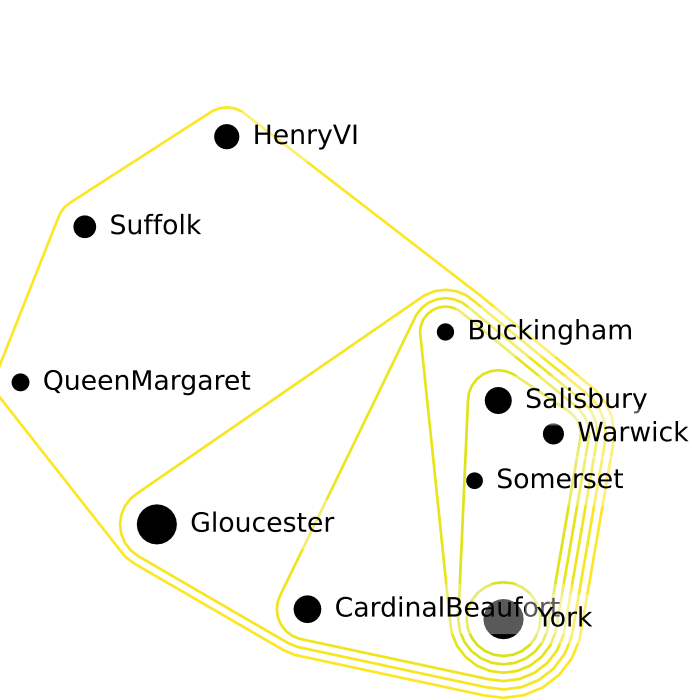 HenryVI
Suffolk
Buckingham
QueenMargaret
Salisbury
Warwick
Somerset
Gloucester
CardinalBeaufort
York